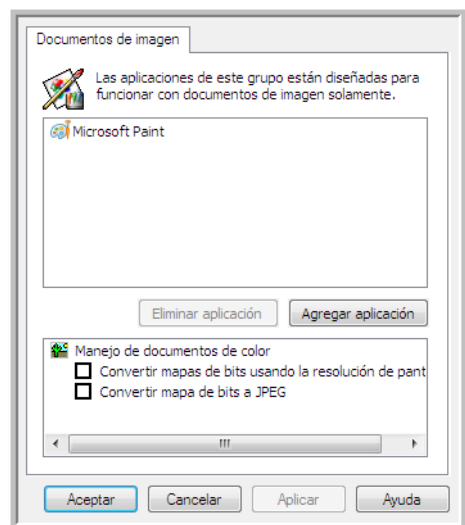 Documentos de imagen
Las aplicaciones de este grupo están diseñadas para
funcionar con documentos de imagen solamente.
Microsoft Paint
Eliminar aplicación
Agregar aplicación
Manejo de documentos de color
Convertir mapas de bits usando la resolución de pant
Convertir mapa de bits a JPEG
Aceptar
Cancelar
Aplicar
Ayuda